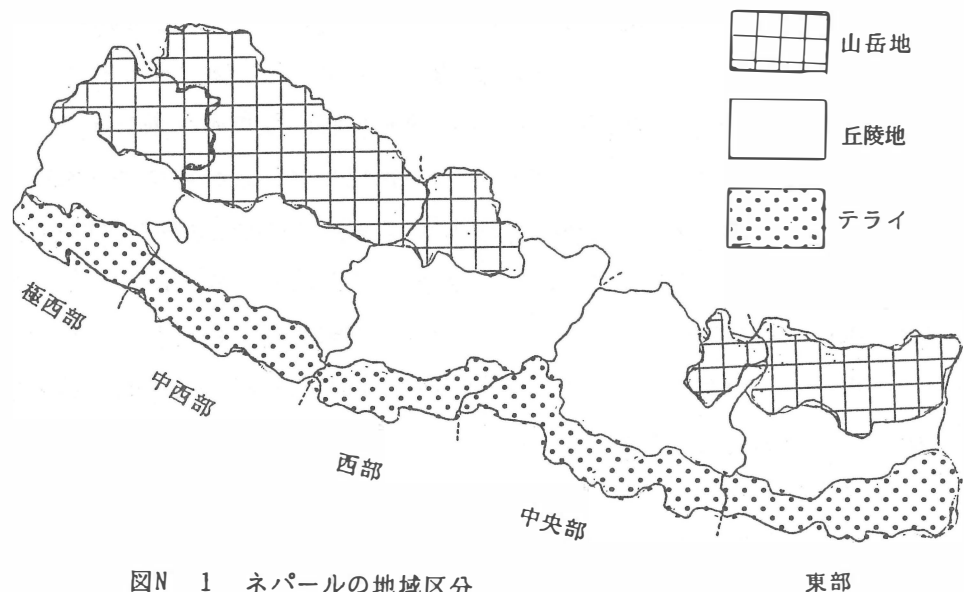 山岳地
丘陵地
テライ
極西部
中西部
西部
中央部
東部
図N 1 ネパールの地域区分